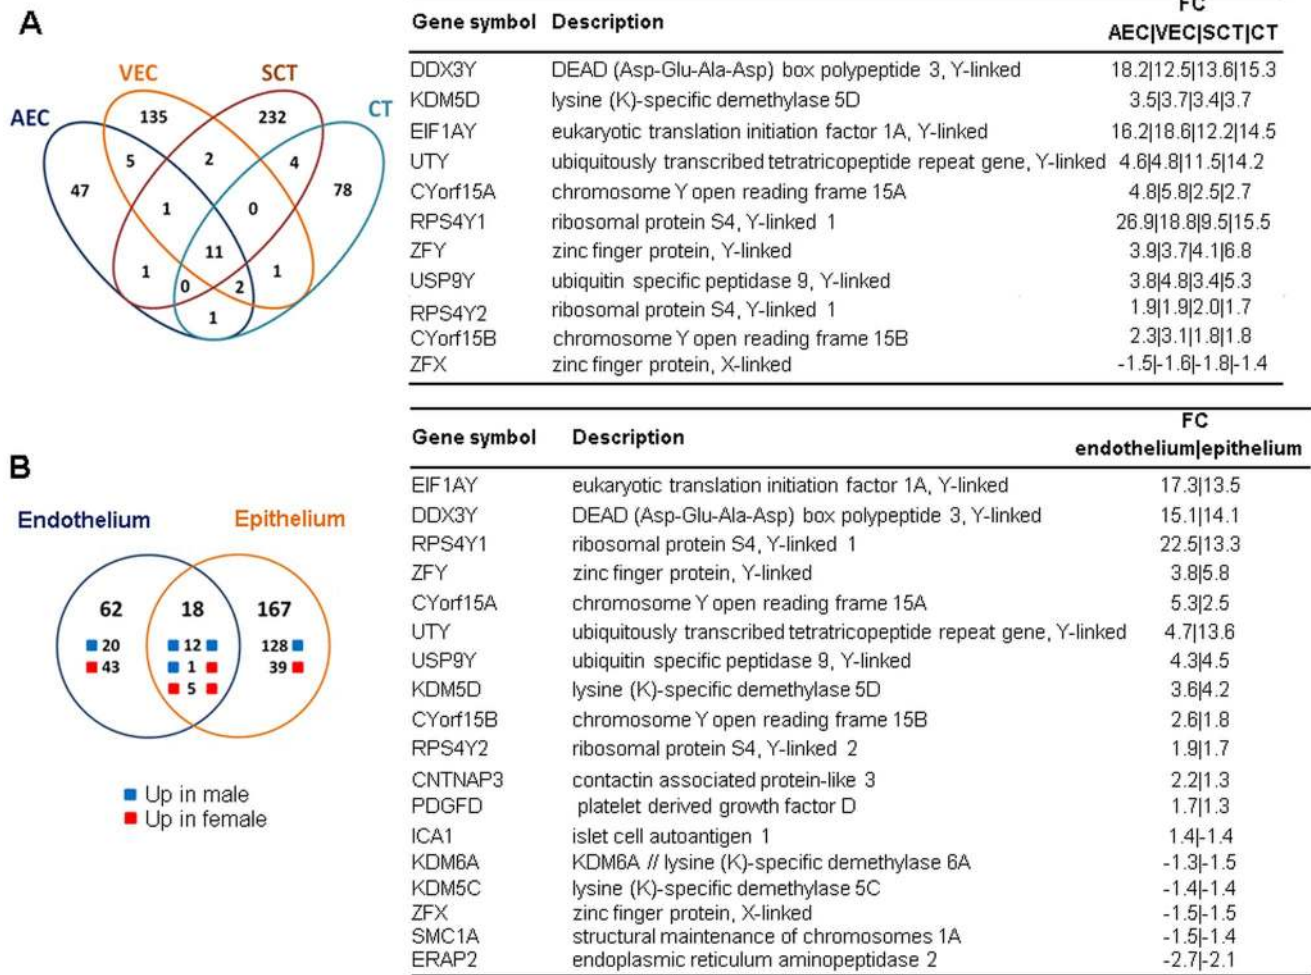 A
VEC
SCT
AEC
CT
135
232
5
2
4
47
78
1
0
11
1
0
2
1
1
FC
Gene symbol Description AEC|VEC|SCT|CT
DDX3Y DEAD (Asp-Glu-Ala-Asp) box polypeptide 3, Y-linked 18.2|12.5|13.6|15.3
KDM5D lysine (K)-specific demethylase 5D 3.5|3.7|3.4|3.7
EIF1AY eukaryotic translation initiation factor 1A, Y-linked 16.2|18.6|12.2|14.5
UTY ubiquitously transcribed tetratricopeptide repeat gene, Y-linked 4.6|4.8|11.5|14.2
CYorf15A chromosome Y open reading frame 15A 4.8|5.8|2.5|2.7
RPS4Y1 ribosomal protein S4, Y-linked 1 26.9|18.8|9.5|15.5
ZFY zinc finger protein, Y-linked 3.9|3.7|4.1|6.8
USP9Y ubiquitin specific peptidase 9, Y-linked 3.8|4.8|3.4|5.3
RPS4Y2 ribosomal protein S4, Y-linked 1 1.9|1.9|2.0|1.7
CYorf15B chromosome Y open reading frame 15B 2.3|3.1|1.8|1.8
ZFX zinc finger protein, X-linked -1.5|-1.6|-1.8|-1.4
B
Endothelium Epithelium
62 18 167
20 12 128
43 1 39
5
Up in male
Up in female
FC
Gene symbol Description endothelium|epithelium
EIF1AY eukaryotic translation initiation factor 1A, Y-linked 17.3|13.5
DDX3Y DEAD (Asp-Glu-Ala-Asp) box polypeptide 3, Y-linked 15.1|14.1
RPS4Y1 ribosomal protein S4, Y-linked 1 22.5|13.3
ZFY zinc finger protein, Y-linked 3.8|5.8
CYorf15A chromosome Y open reading frame 15A 5.3|2.5
UTY ubiquitously transcribed tetratricopeptide repeat gene, Y-linked 4.7|13.6
USP9Y ubiquitin specific peptidase 9, Y-linked 4.3|4.5
KDM5D lysine (K)-specific demethylase 5D 3.6|4.2
CYorf15B chromosome Y open reading frame 15B 2.6|1.8
RPS4Y2 ribosomal protein S4, Y-linked 2 1.9|1.7
CNTNAP3 contactin associated protein-like 3 2.2|1.3
PDGFD platelet derived growth factor D 1.7|1.3
ICA1 islet cell autoantigen 1 1.4|-1.4
KDM6A KDM6A // lysine (K)-specific demethylase 6A -1.3|-1.5
KDM5C lysine (K)-specific demethylase 5C -1.4|-1.4
ZFX zinc finger protein, X-linked -1.5|-1.5
SMC1A structural maintenance of chromosomes 1A -1.5|-1.4
ERAP2 endoplasmic reticulum aminopeptidase 2 -2.7|-2.1